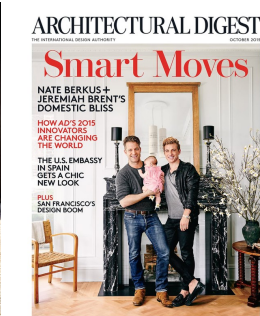 ARCHITECTURAL DIGEST
THE INTERNATIONAL DESIGN AUTHORITY
OCTOBER 2015
Smart Moves
NATE BERKUS +
JEREMIAH BRENT'S
DOMESTIC BLISS
HOW AD'S 2015
INNOVATORS
ARE CHANGING
THE WORLD
THE U.S. EMBASSY
IN SPAIN
GETS A CHIC
NEW LOOK
PLUS
SAN FRANCISCO'S
DESIGN BOOM